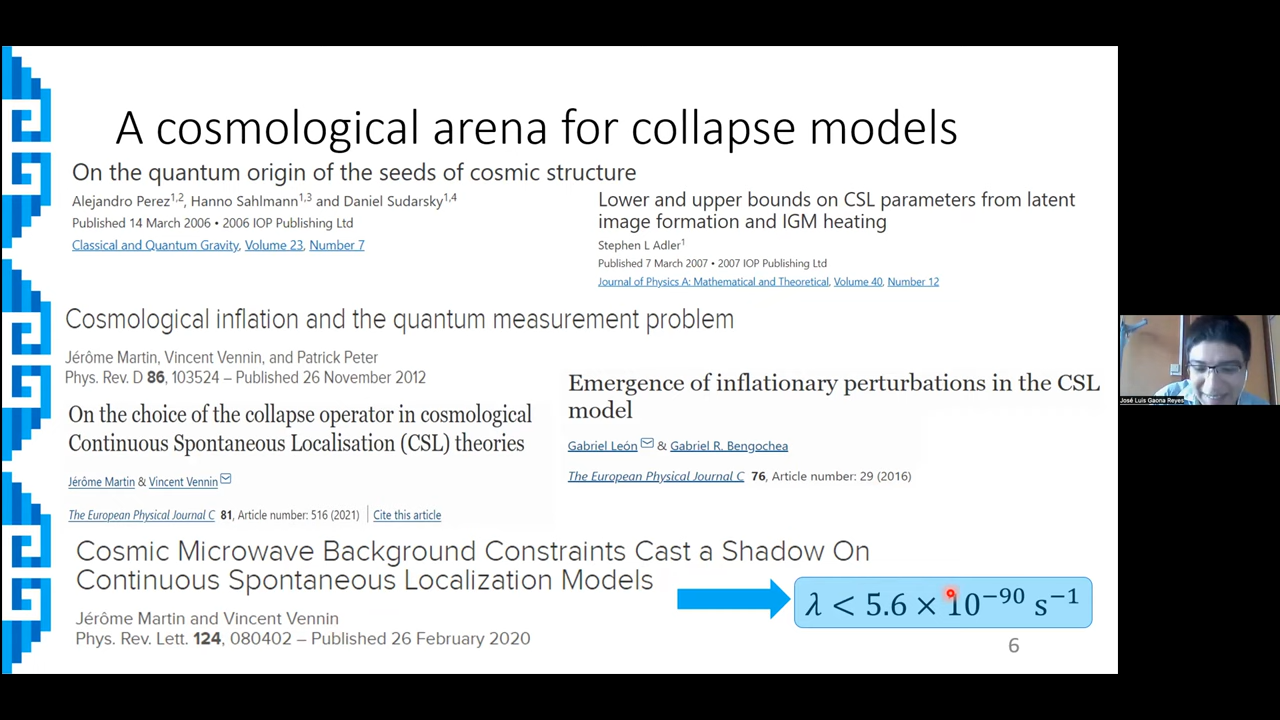 A cosmological arena for collapse models
On the quantum origin of the seeds of cosmic structure
Alejandro Perez1,2, Hanno Sahlmann1,3 and Daniel Sudarsky1,4
Published 14 March 2006 • 2006 IOP Publishing Ltd
Classical and Quantum Gravity, Volume 23, Number 7
Lower and upper bounds on CSL parameters from latent
image formation and IGM heating
Stephen L Adler1
Published 7 March 2007 • 2007 IOP Publishing Ltd
Journal of Physics A: Mathematical and Theoretical, Volume 40, Number 12
Cosmological inflation and the quantum measurement problem
Jérôme Martin, Vincent Vennin, and Patrick Peter
Phys. Rev. D 86, 103524 – Published 26 November 2012
On the choice of the collapse operator in cosmological
Continuous Spontaneous Localisation (CSL) theories
Jérôme Martin & Vincent Vennin
The European Physical Journal C 81, Article number: 516 (2021) | Cite this article
Emergence of inflationary perturbations in the CSL
model
Gabriel León & Gabriel R. Bengochea
The European Physical Journal C 76, Article number: 29 (2016)
Cosmic Microwave Background Constraints Cast a Shadow On
Continuous Spontaneous Localization Models
Jérôme Martin and Vincent Vennin
Phys. Rev. Lett. 124, 080402 – Published 26 February 2020
λ < 5.6 × 10⁻⁹⁰ s⁻¹
6
José Luis Gaona Reyes